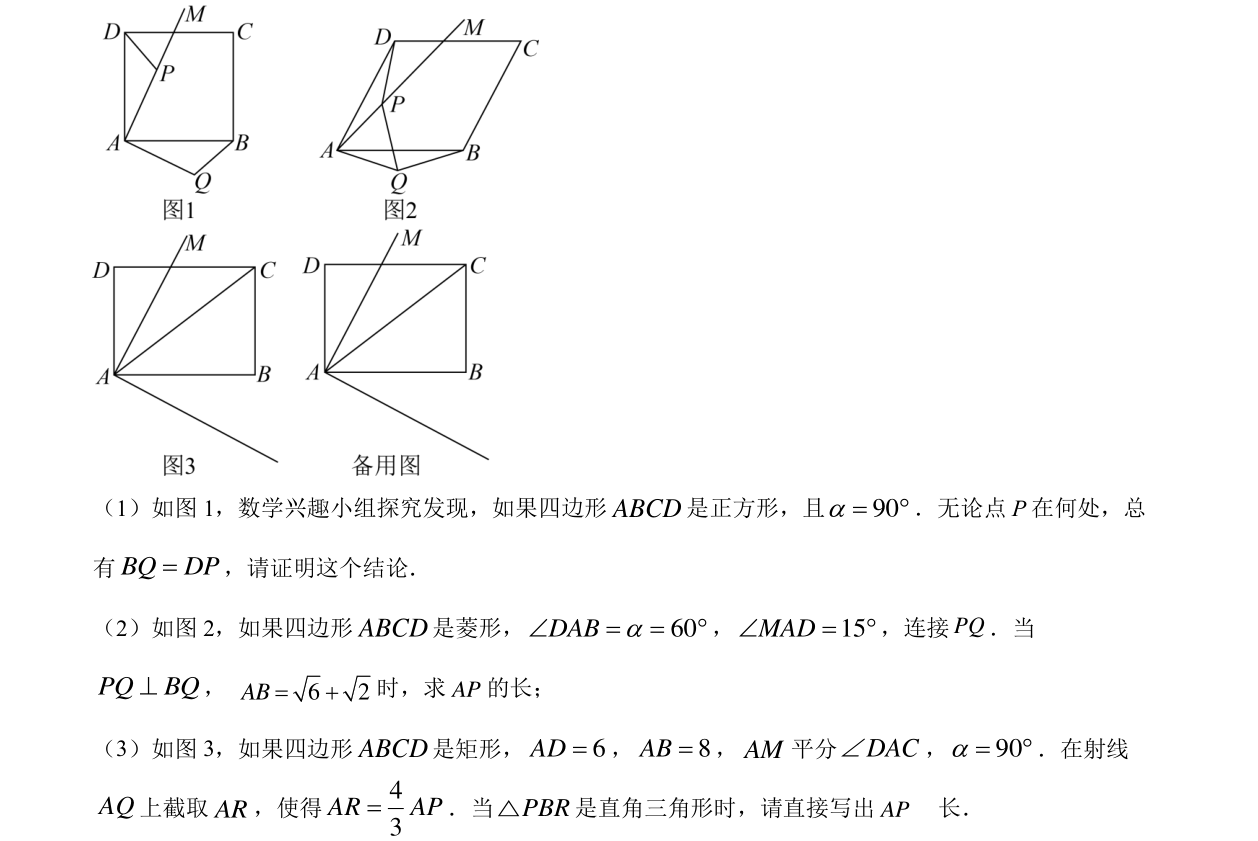 M
D C
P
A B
Q
图1
M
D C
P
A B
Q
图2
M
D C
A B
图3
M
D C
A B
备用图
（1）如图 1，数学兴趣小组探究发现，如果四边形 ABCD 是正方形，且 α = 90°．无论点 P 在何处，总
有 BQ = DP，请证明这个结论．
（2）如图 2，如果四边形 ABCD 是菱形，∠DAB = α = 60°，∠MAD = 15°，连接 PQ．当
PQ ⊥ BQ， AB = √6 + √2 时，求 AP 的长；
（3）如图 3，如果四边形 ABCD 是矩形，AD = 6，AB = 8，AM 平分∠DAC，α = 90°．在射线
AQ 上截取 AR，使得 AR = 4/3 AP．当△PBR 是直角三角形时，请直接写出 AP 长．